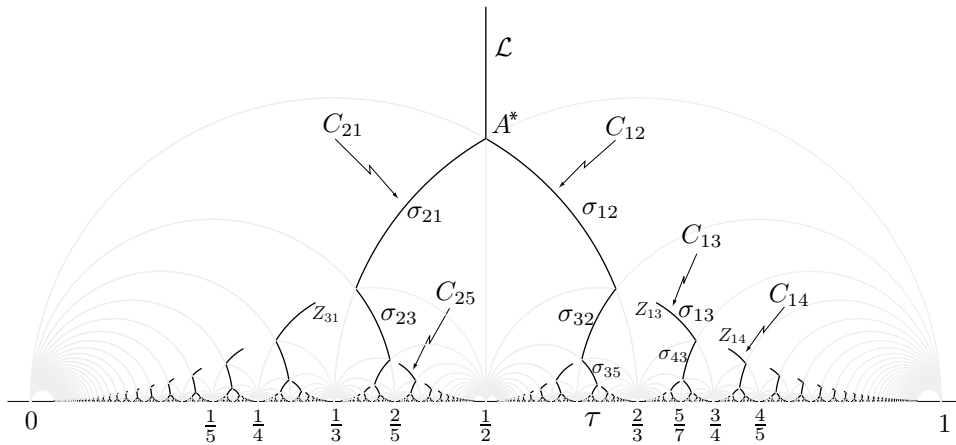 ℒ
A*
C₂₁
C₁₂
σ₂₁
σ₁₂
C₁₃
C₂₅
C₁₄
Z₃₁
σ₂₃
σ₃₂
Z₁₃
σ₁₃
Z₁₄
σ₄₃
σ₃₅
0
1/5
1/4
1/3
2/5
1/2
τ
2/3
5/7
3/4
4/5
1